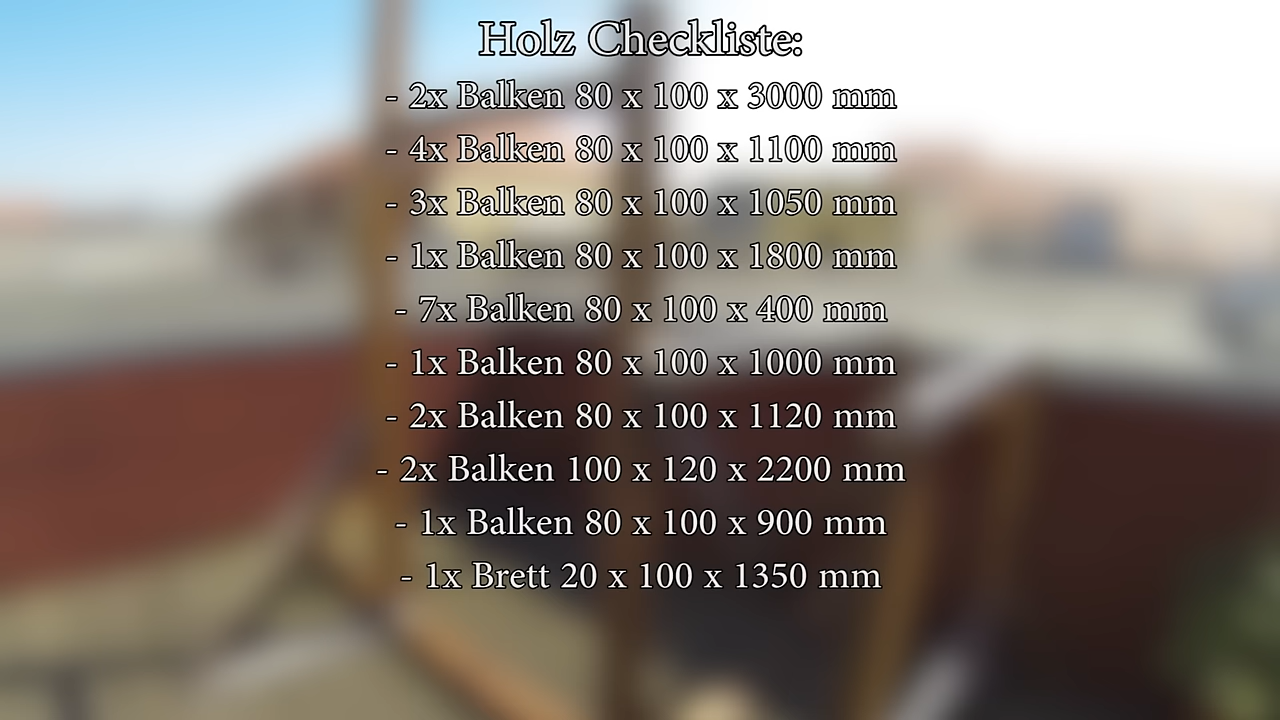 Holz Checkliste:
- 2x Balken 80 x 100 x 3000 mm
- 4x Balken 80 x 100 x 1100 mm
- 3x Balken 80 x 100 x 1050 mm
- 1x Balken 80 x 100 x 1800 mm
- 7x Balken 80 x 100 x 400 mm
- 1x Balken 80 x 100 x 1000 mm
- 2x Balken 80 x 100 x 1120 mm
- 2x Balken 100 x 120 x 2200 mm
- 1x Balken 80 x 100 x 900 mm
- 1x Brett 20 x 100 x 1350 mm